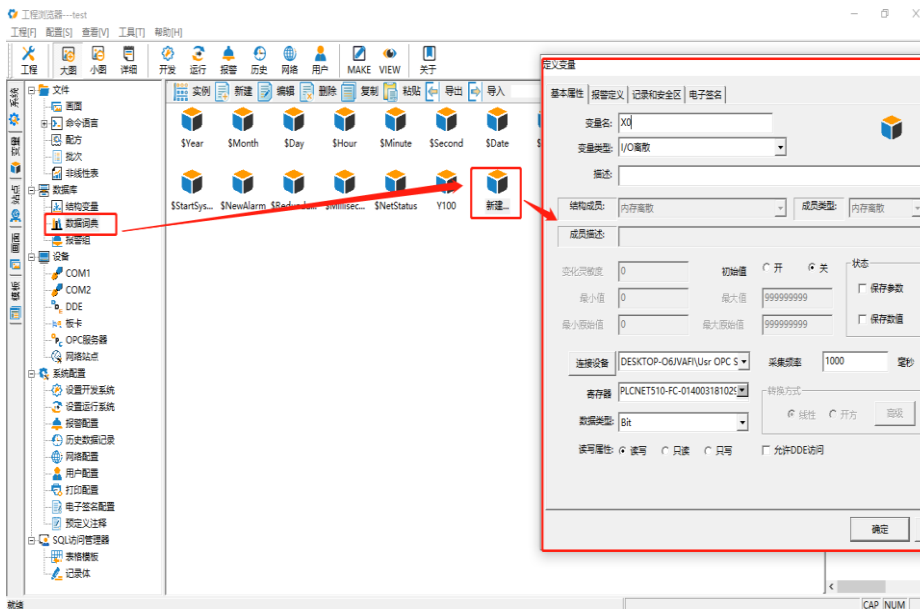 工程浏览器---test
工程[F] 配置[S] 查看[V] 工具[T] 帮助[H]
工程 大图 小图 详细 开发 运行 报警 历史 网络 用户 MAKE VIEW 关于
系统
变量
站点
画面
模板
文件
画面
命令语言
配方
批次
非线性表
数据库
结构变量
数据词典
报警组
设备
COM1
COM2
DDE
板卡
OPC服务器
网络站点
系统配置
设置开发系统
设置运行系统
报警配置
历史数据记录
网络配置
用户配置
打印配置
电子签名配置
预定义注释
SQL访问管理器
表格模板
记录体
实例 新建 编辑 删除 复制 粘贴 导出 导入
$Year $Month $Day $Hour $Minute $Second $Date
$StartSys... $NewAlarm $Redundan... $Millisec... $NetStatus Y100 新建...
定义变量
基本属性 报警定义 记录和安全区 电子签名
变量名: X0
变量类型: I/O离散
描述:
结构成员: 内存离散 成员类型: 内存离散
成员描述:
变化灵敏度 0 初始值 开 关 状态
最小值 0 最大值 999999999 保存参数
最小原始值 0 最大原始值 999999999 保存数值
连接设备 DESKTOP-O6JVAFI\Usr OPC S 采集频率 1000 毫秒
寄存器 PLCNET510-FC-014003181029 转换方式
数据类型: Bit 线性 开方 高级
读写属性: 读写 只读 只写 允许DDE访问
确定
就绪 CAP NUM